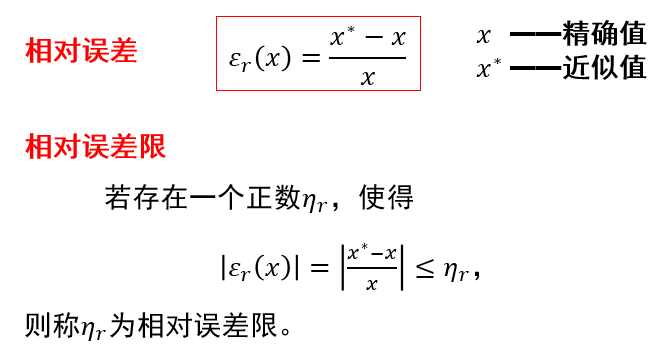 相对误差 εᵣ(x) = (x* − x)/x
x ——精确值
x* ——近似值
相对误差限
若存在一个正数ηᵣ，使得
|εᵣ(x)| = |(x*−x)/x| ≤ ηᵣ，
则称ηᵣ为相对误差限。